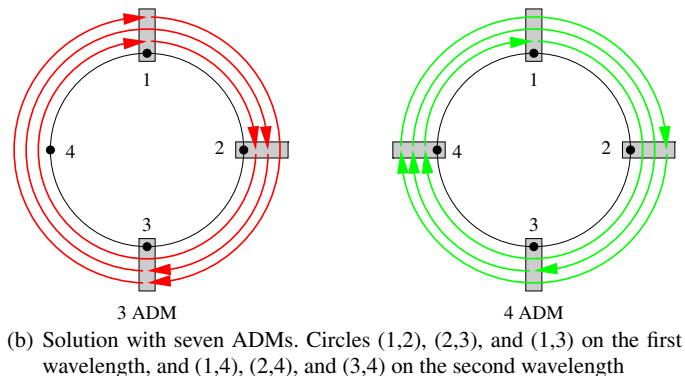 1
2
4
3
3 ADM
1
2
4
3
4 ADM
(b) Solution with seven ADMs. Circles (1,2), (2,3), and (1,3) on the first
wavelength, and (1,4), (2,4), and (3,4) on the second wavelength